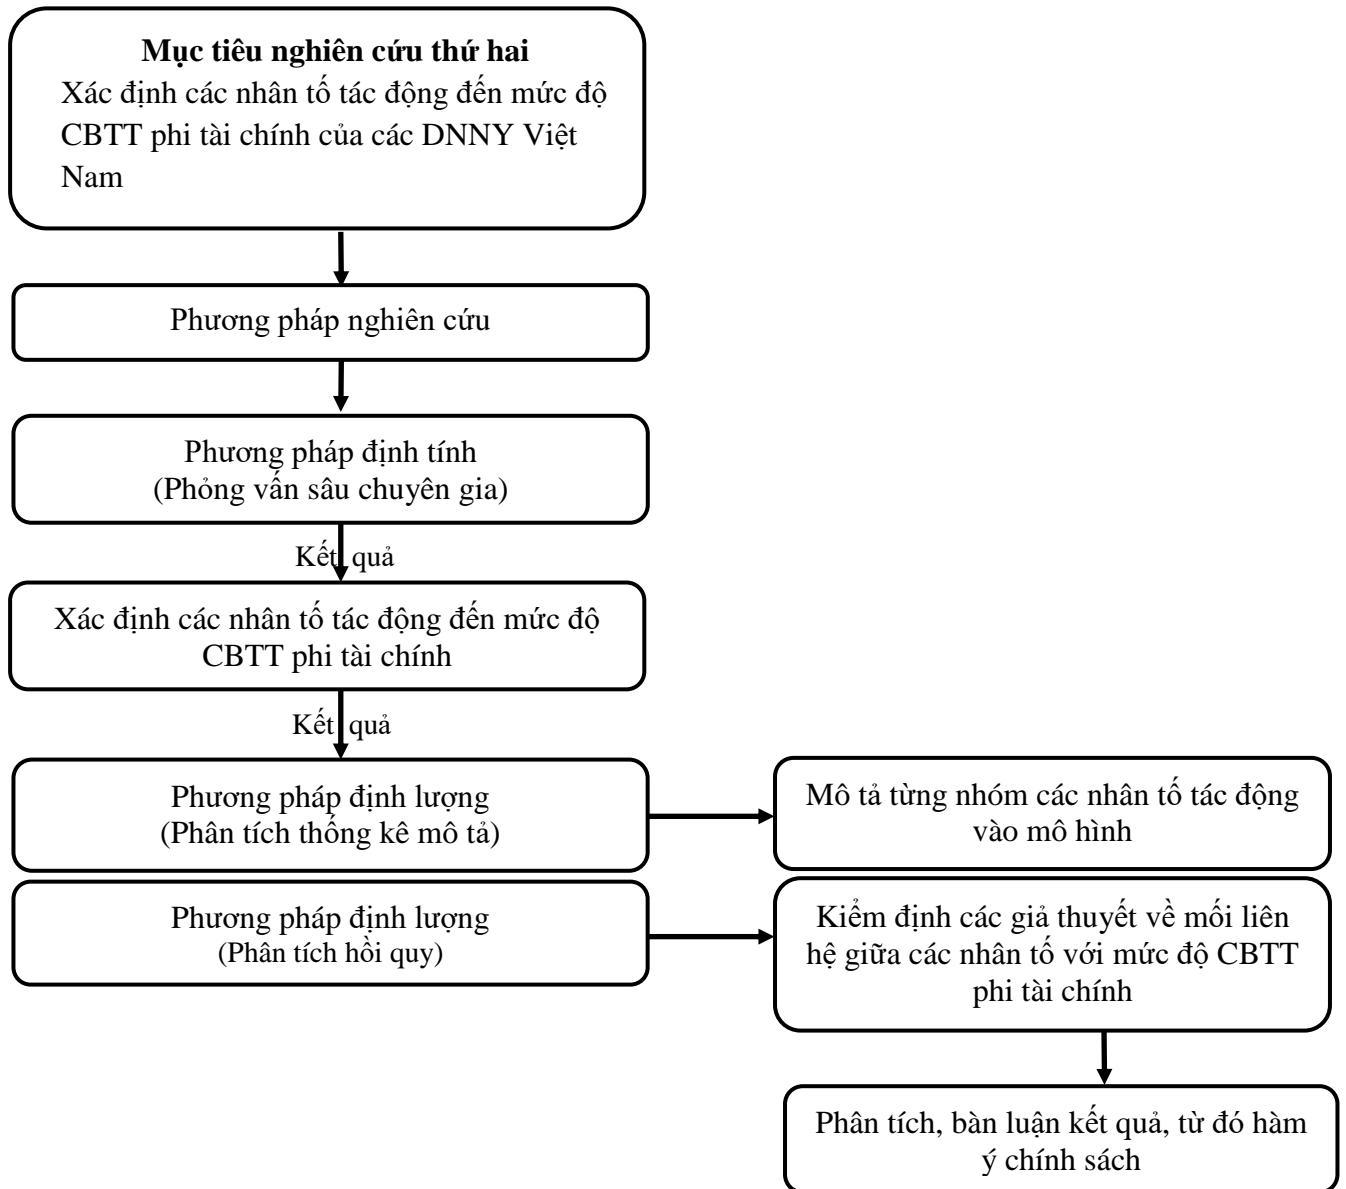 Mục tiêu nghiên cứu thứ hai
Xác định các nhân tố tác động đến mức độ
CBTT phi tài chính của các DNNY Việt
Nam
Phương pháp nghiên cứu
Phương pháp định tính
(Phỏng vấn sâu chuyên gia)
Kết quả
Xác định các nhân tố tác động đến mức độ
CBTT phi tài chính
Kết quả
Phương pháp định lượng
(Phân tích thống kê mô tả)
Mô tả từng nhóm các nhân tố tác động
vào mô hình
Phương pháp định lượng
(Phân tích hồi quy)
Kiểm định các giả thuyết về mối liên
hệ giữa các nhân tố với mức độ CBTT
phi tài chính
Phân tích, bàn luận kết quả, từ đó hàm
ý chính sách